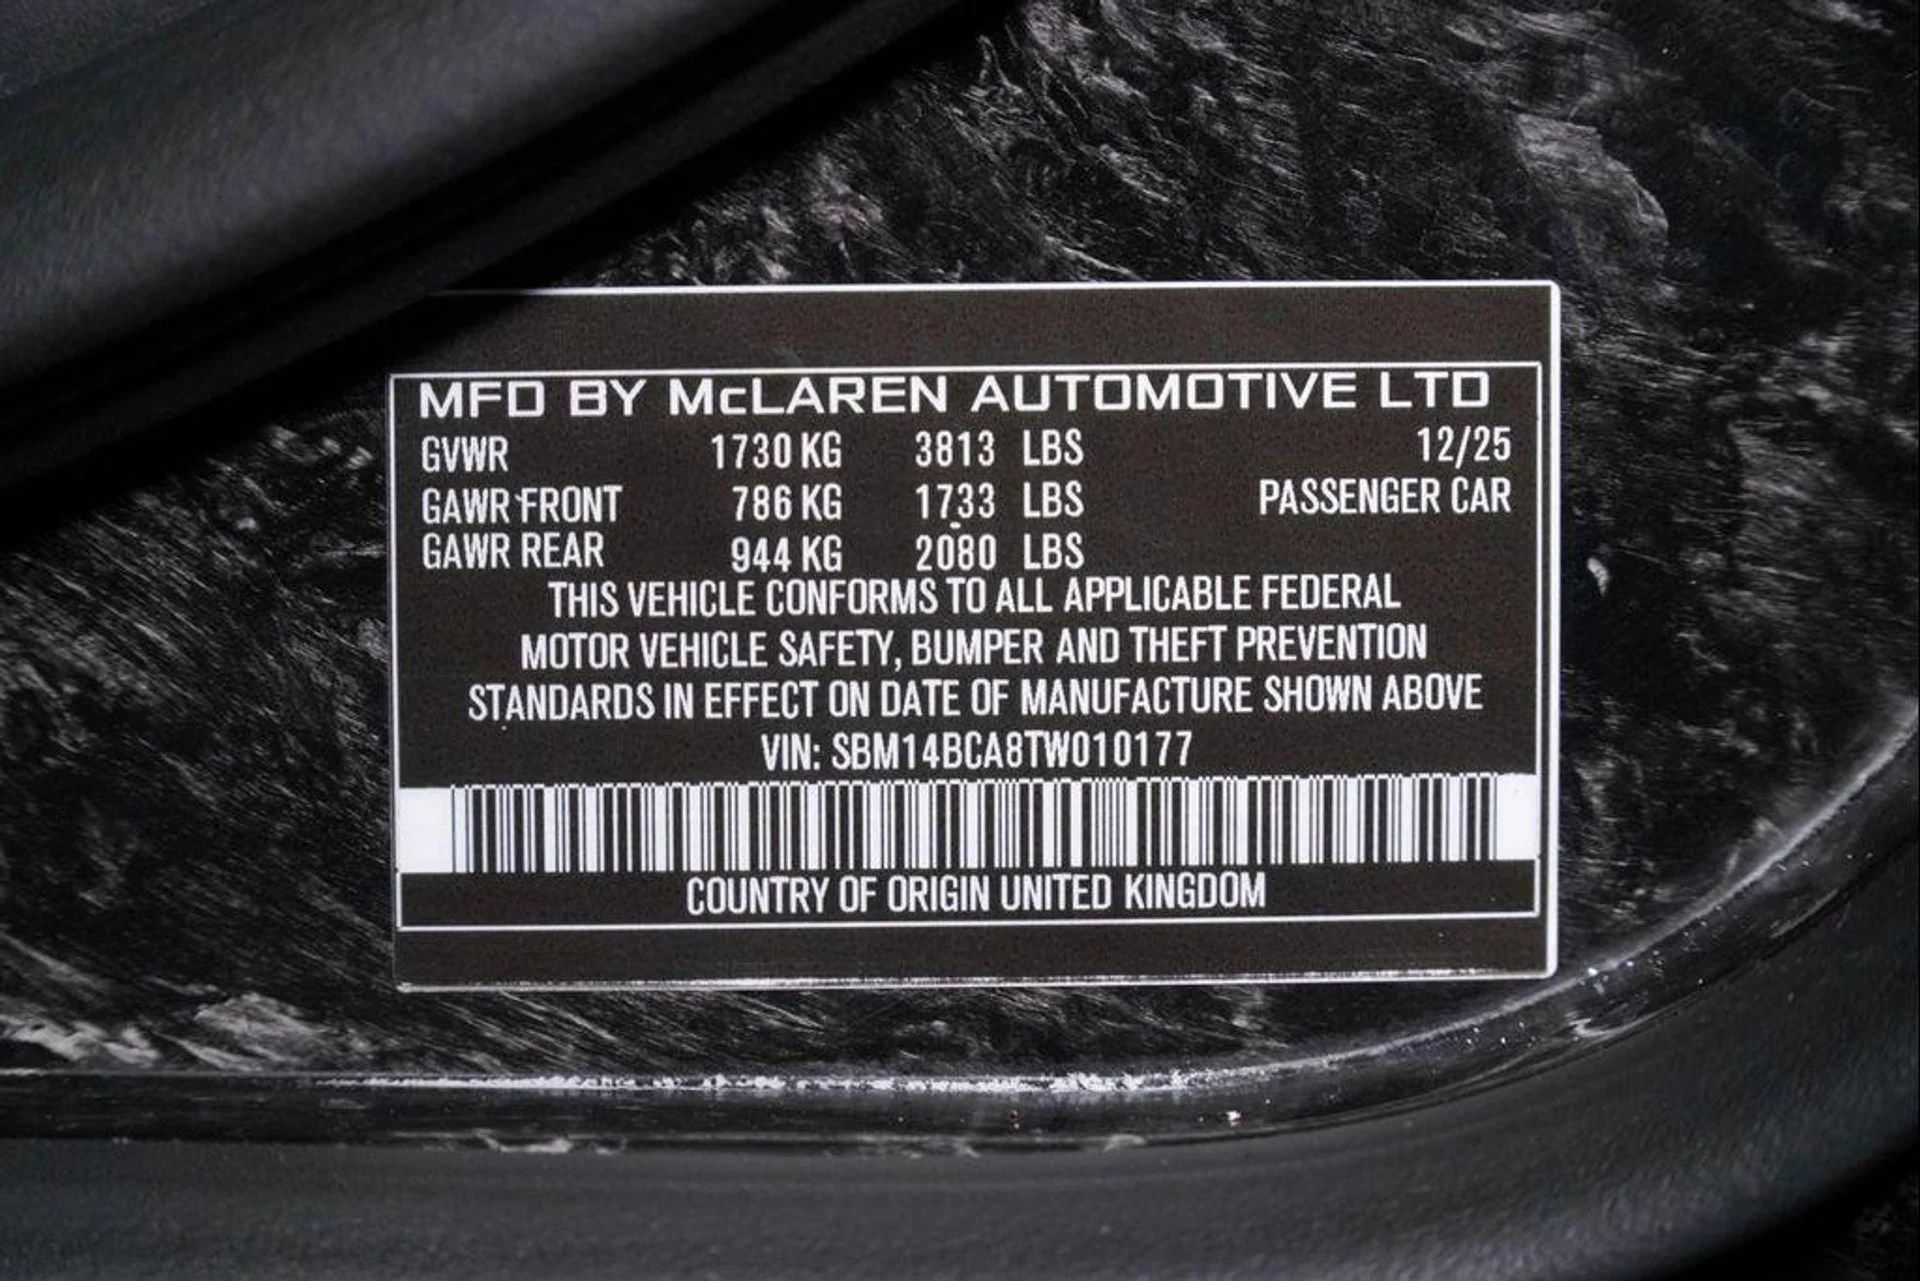 MFD BY McLAREN AUTOMOTIVE LTD
GVWR 1730 KG 3813 LBS 12/25
GAWR FRONT 786 KG 1733 LBS PASSENGER CAR
GAWR REAR 944 KG 2080 LBS
THIS VEHICLE CONFORMS TO ALL APPLICABLE FEDERAL
MOTOR VEHICLE SAFETY, BUMPER AND THEFT PREVENTION
STANDARDS IN EFFECT ON DATE OF MANUFACTURE SHOWN ABOVE
VIN: SBM14BCA8TW010177
COUNTRY OF ORIGIN UNITED KINGDOM